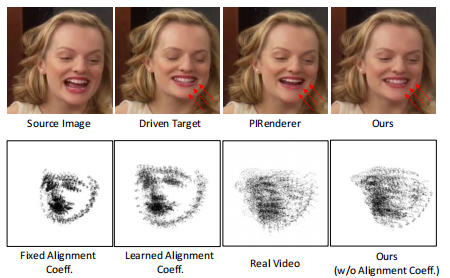 Source Image
Driven Target
PIRenderer
Ours
Fixed Alignment
Coeff.
Learned Alignment
Coeff.
Real Video
Ours
(w/o Alignment Coeff.)